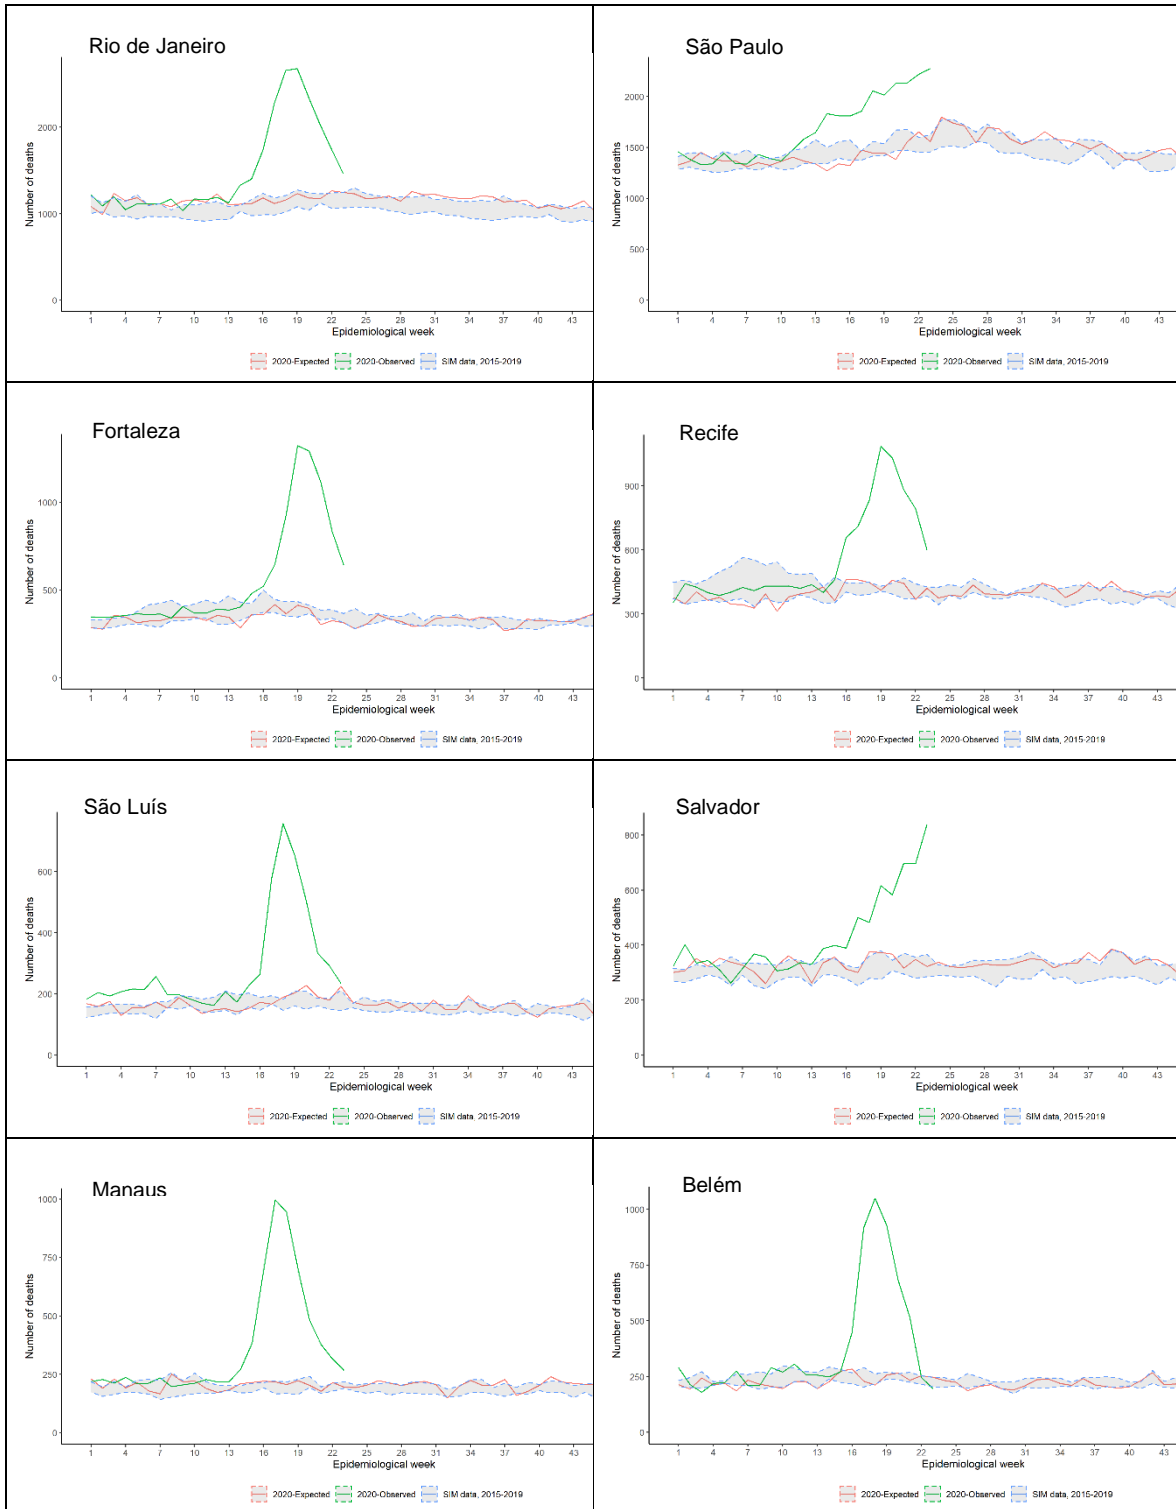 Rio de Janeiro
Number of deaths
2000
1000
0
1 4 7 10 13 16 19 22 25 28 31 34 37 40 43
Epidemiological week
2020-Expected 2020-Observed SIM data, 2015-2019
São Paulo
Number of deaths
2000
1500
1000
500
0
1 4 7 10 13 16 19 22 25 28 31 34 37 40 43
Epidemiological week
2020-Expected 2020-Observed SIM data, 2015-2019
Fortaleza
Number of deaths
1000
500
0
1 4 7 10 13 16 19 22 25 28 31 34 37 40 43
Epidemiological week
2020-Expected 2020-Observed SIM data, 2015-2019
Recife
Number of deaths
900
600
300
0
1 4 7 10 13 16 19 22 25 28 31 34 37 40 43
Epidemiological week
2020-Expected 2020-Observed SIM data, 2015-2019
São Luís
Number of deaths
600
400
200
0
1 4 7 10 13 16 19 22 25 28 31 34 37 40 43
Epidemiological week
2020-Expected 2020-Observed SIM data, 2015-2019
Salvador
Number of deaths
800
600
400
200
0
1 4 7 10 13 16 19 22 25 28 31 34 37 40 43
Epidemiological week
2020-Expected 2020-Observed SIM data, 2015-2019
Manaus
Number of deaths
1000
750
500
250
0
1 4 7 10 13 16 19 22 25 28 31 34 37 40 43
Epidemiological week
2020-Expected 2020-Observed SIM data, 2015-2019
Belém
Number of deaths
1000
750
500
250
0
1 4 7 10 13 16 19 22 25 28 31 34 37 40 43
Epidemiological week
2020-Expected 2020-Observed SIM data, 2015-2019